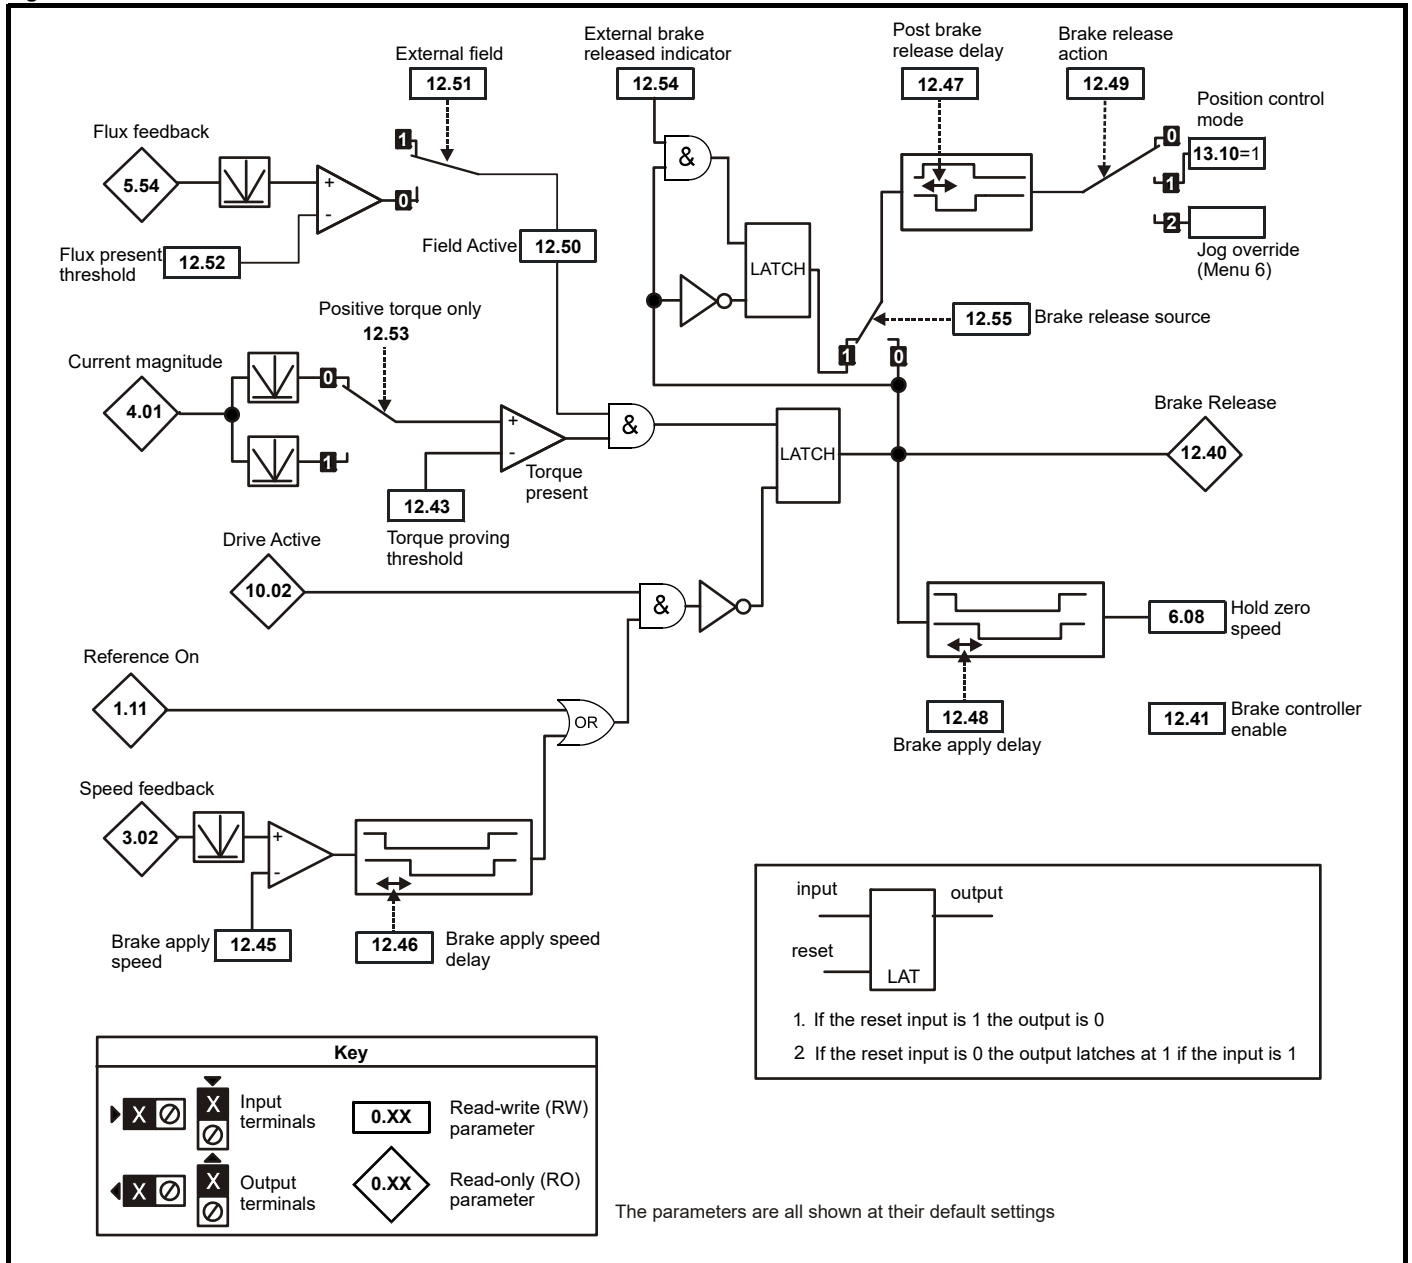 External field
12.51
External brake
released indicator
12.54
Post brake
release delay
12.47
Brake release
action
12.49
Position control
mode
0
13.10=1
1
2
Jog override
(Menu 6)
Flux feedback
5.54
1
+
-
0
Flux present
threshold
12.52
Field Active
12.50
&
LATCH
12.55
Brake release source
1
0
Positive torque only
12.53
Current magnitude
4.01
0
1
+
-
Torque
present
12.43
Torque proving
threshold
&
LATCH
Brake Release
12.40
Drive Active
10.02
&
6.08
Hold zero
speed
Reference On
1.11
OR
12.48
Brake apply delay
12.41
Brake controller
enable
Speed feedback
3.02
+
-
Brake apply
speed
12.45
12.46
Brake apply speed
delay
input
output
reset
LAT
1. If the reset input is 1 the output is 0
2 If the reset input is 0 the output latches at 1 if the input is 1
Key
X
X
Input
terminals
0.XX
Read-write (RW)
parameter
X
X
Output
terminals
0.XX
Read-only (RO)
parameter
The parameters are all shown at their default settings